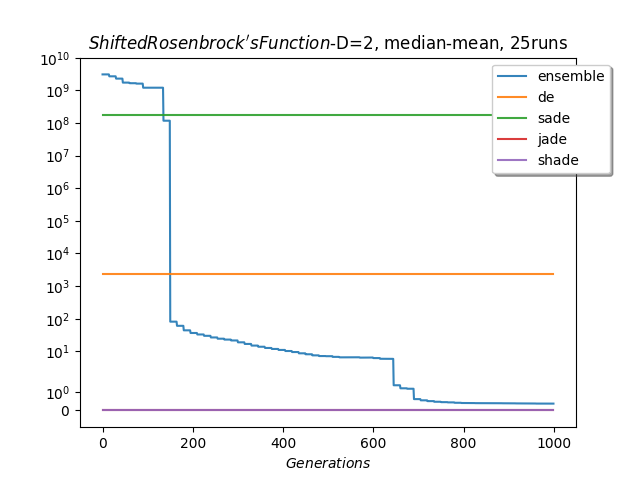 ShiftedRosenbrock'sFunction-D=2, median-mean, 25runs
10^10
10^9
10^8
10^7
10^6
10^5
10^4
10^3
10^2
10^1
10^0
0
ensemble
de
sade
jade
shade
0 200 400 600 800 1000
Generations